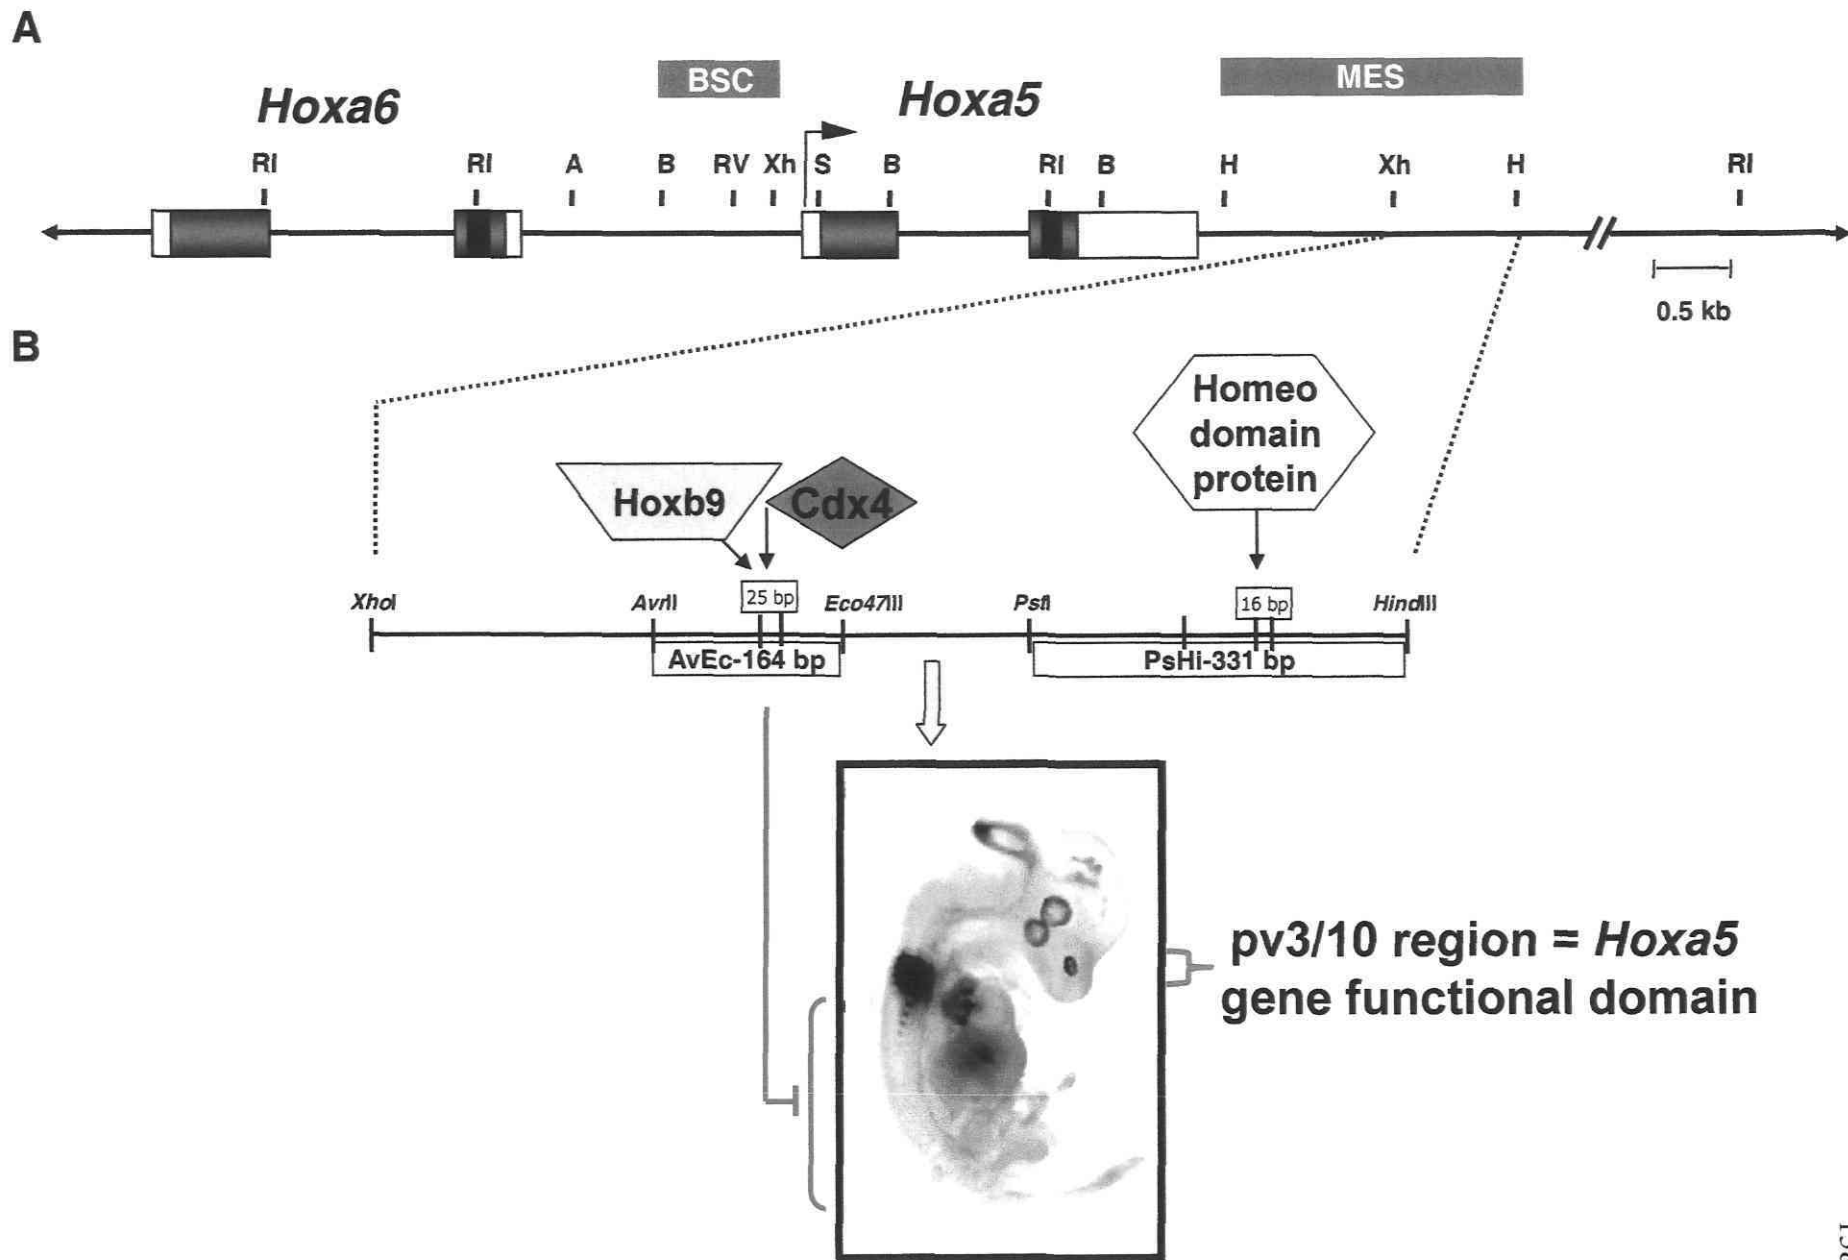 A
BSC
MES
Hoxa6
Hoxa5
RI RI A B RV Xh S B RI B H Xh H RI
0.5 kb
B
Homeo
domain
protein
Hoxb9
Cdx4
XhoI AvrII 25 bp Eco47III PstI 16 bp HindIII
AvEc-164 bp
PsHi-331 bp
pv3/10 region = Hoxa5
gene functional domain